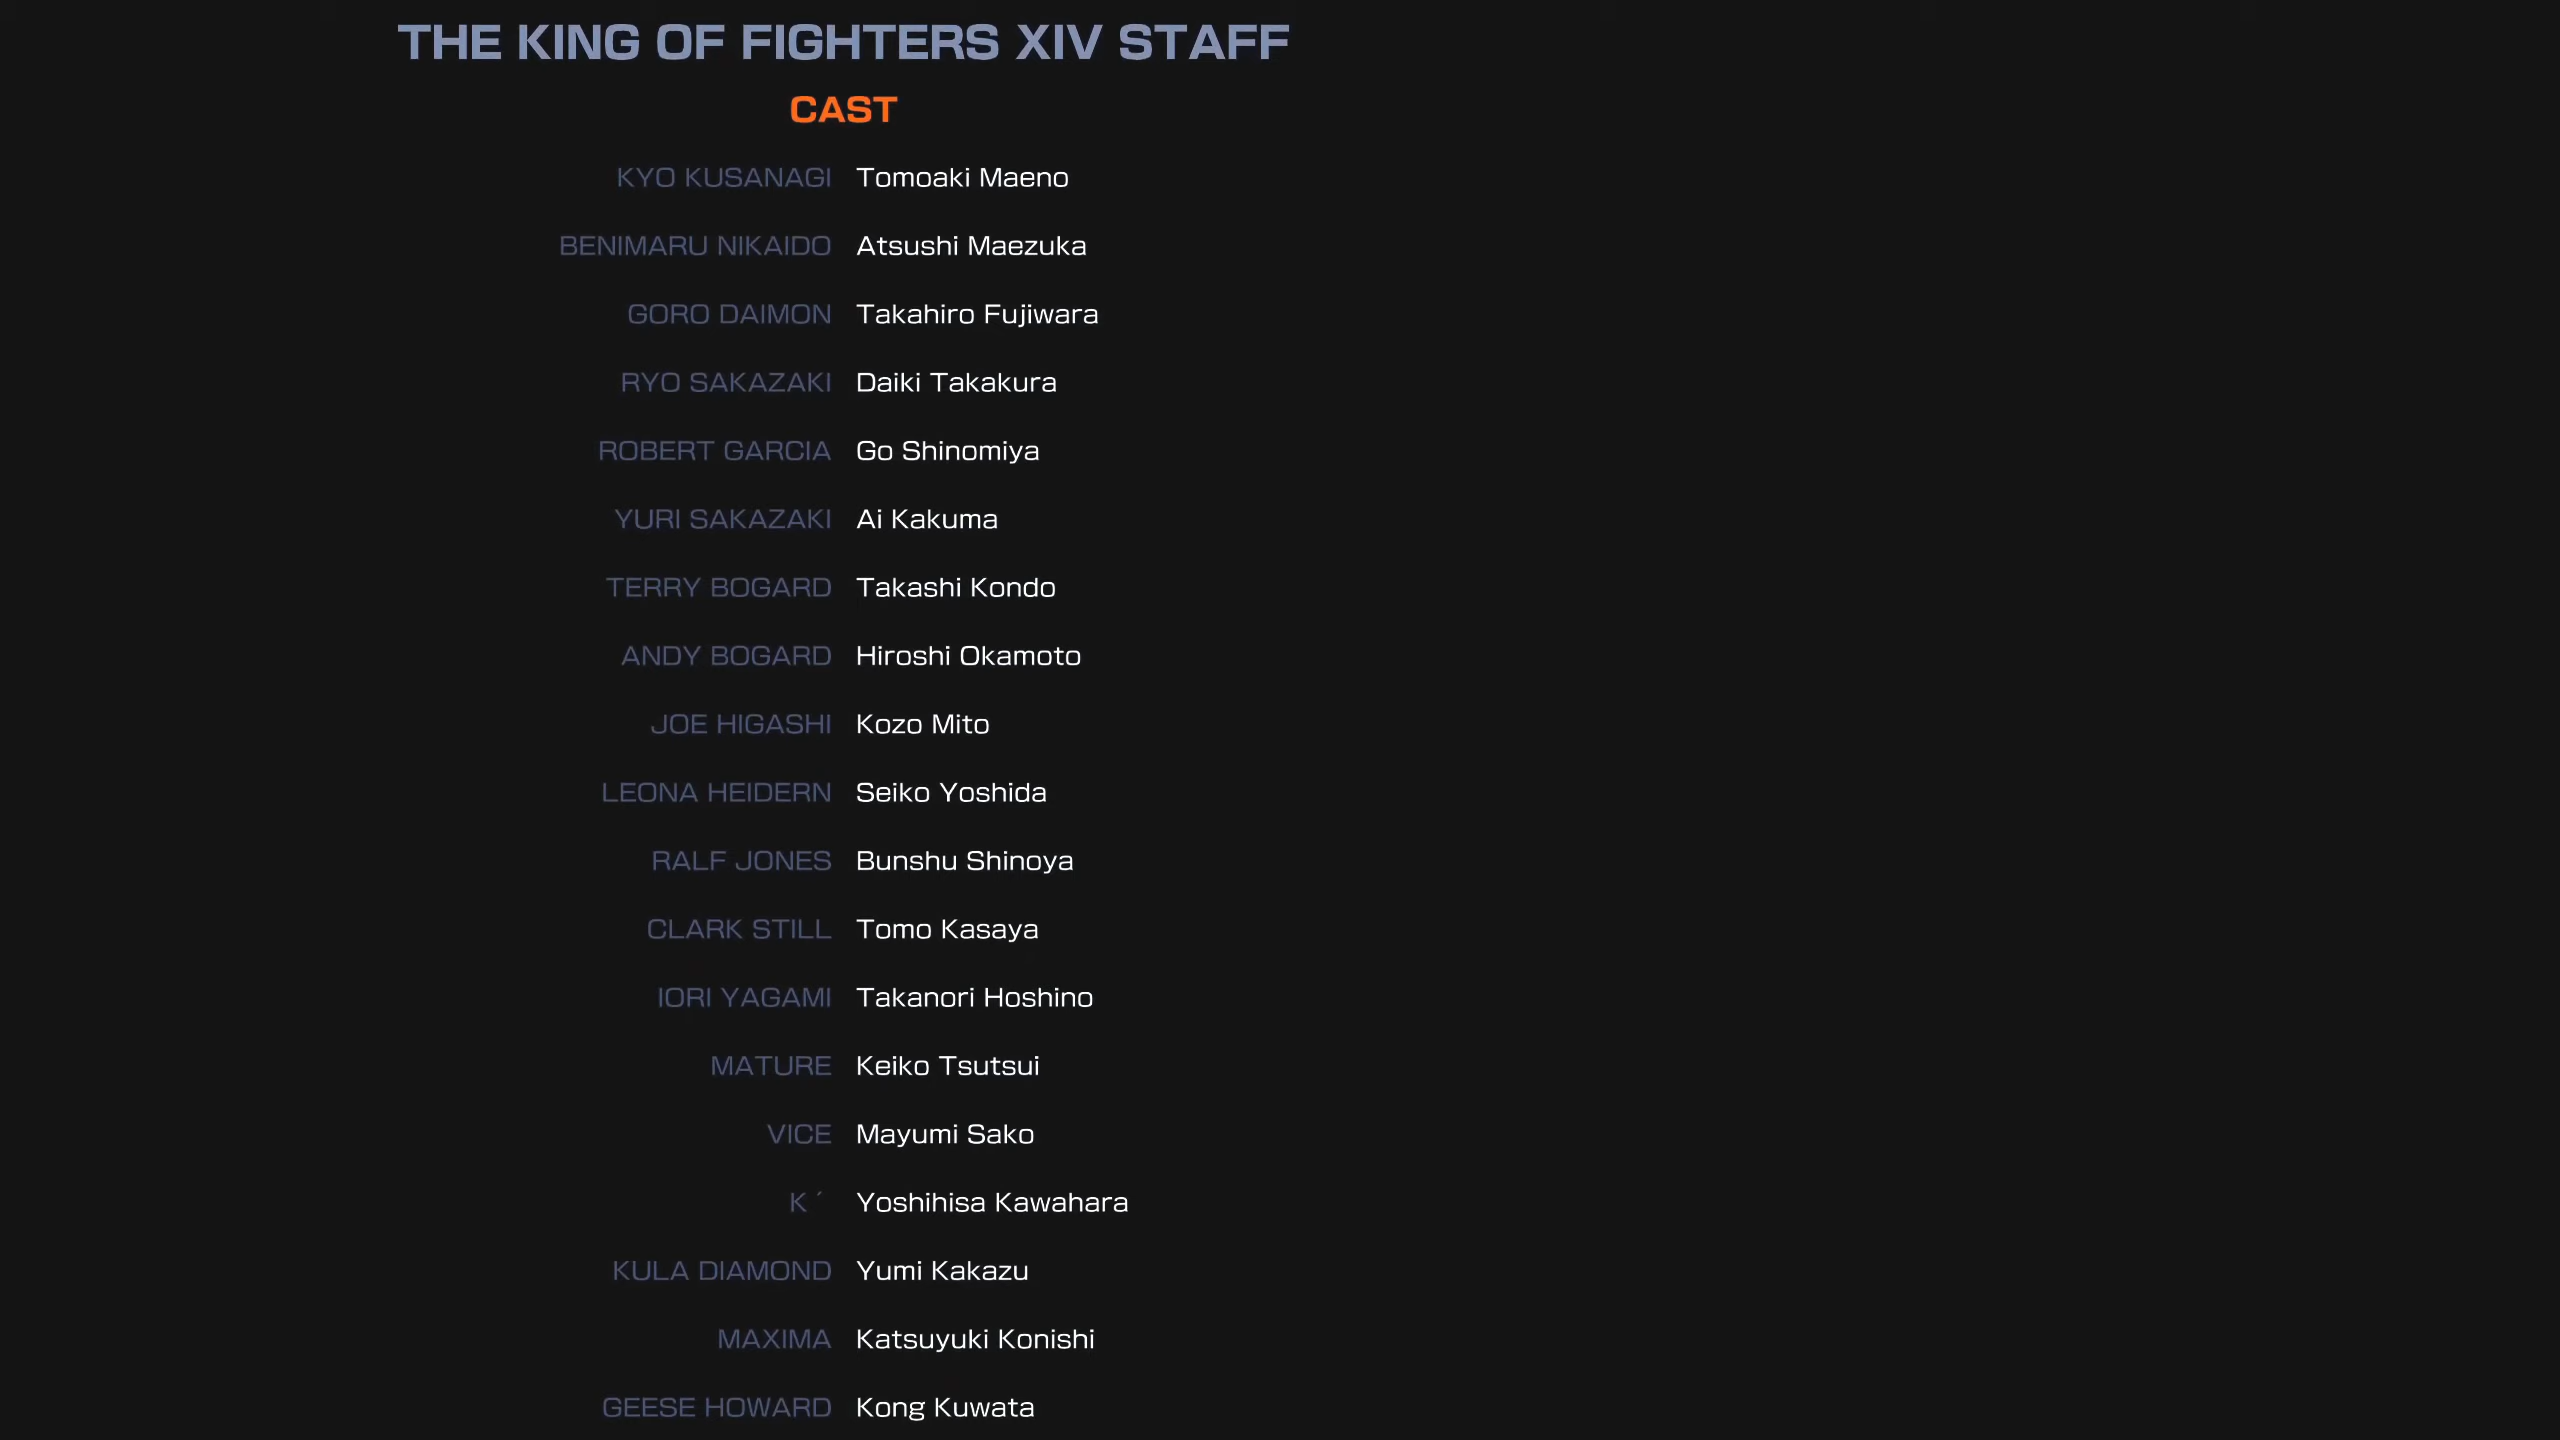 THE KING OF FIGHTERS XIV STAFF
CAST
KYO KUSANAGI Tomoaki Maeno
BENIMARU NIKAIDO Atsushi Maezuka
GORO DAIMON Takahiro Fujiwara
RYO SAKAZAKI Daiki Takakura
ROBERT GARCIA Go Shinomiya
YURI SAKAZAKI Ai Kakuma
TERRY BOGARD Takashi Kondo
ANDY BOGARD Hiroshi Okamoto
JOE HIGASHI Kozo Mito
LEONA HEIDERN Seiko Yoshida
RALF JONES Bunshu Shinoya
CLARK STILL Tomo Kasaya
IORI YAGAMI Takanori Hoshino
MATURE Keiko Tsutsui
VICE Mayumi Sako
K´ Yoshihisa Kawahara
KULA DIAMOND Yumi Kakazu
MAXIMA Katsuyuki Konishi
GEESE HOWARD Kong Kuwata